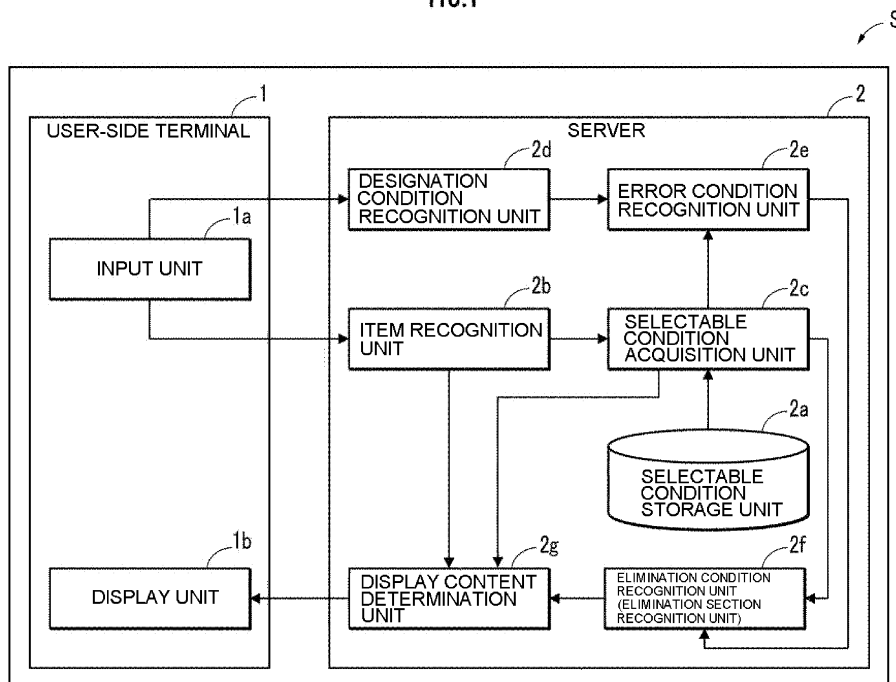 FIG.1
S
1
USER-SIDE TERMINAL
2
SERVER
2d
DESIGNATION
CONDITION
RECOGNITION UNIT
2e
ERROR CONDITION
RECOGNITION UNIT
1a
INPUT UNIT
2b
ITEM RECOGNITION
UNIT
2c
SELECTABLE
CONDITION
ACQUISITION UNIT
2a
SELECTABLE
CONDITION
STORAGE UNIT
1b
DISPLAY UNIT
2g
DISPLAY CONTENT
DETERMINATION
UNIT
2f
ELIMINATION CONDITION
RECOGNITION UNIT
(ELIMINATION SECTION
RECOGNITION UNIT)